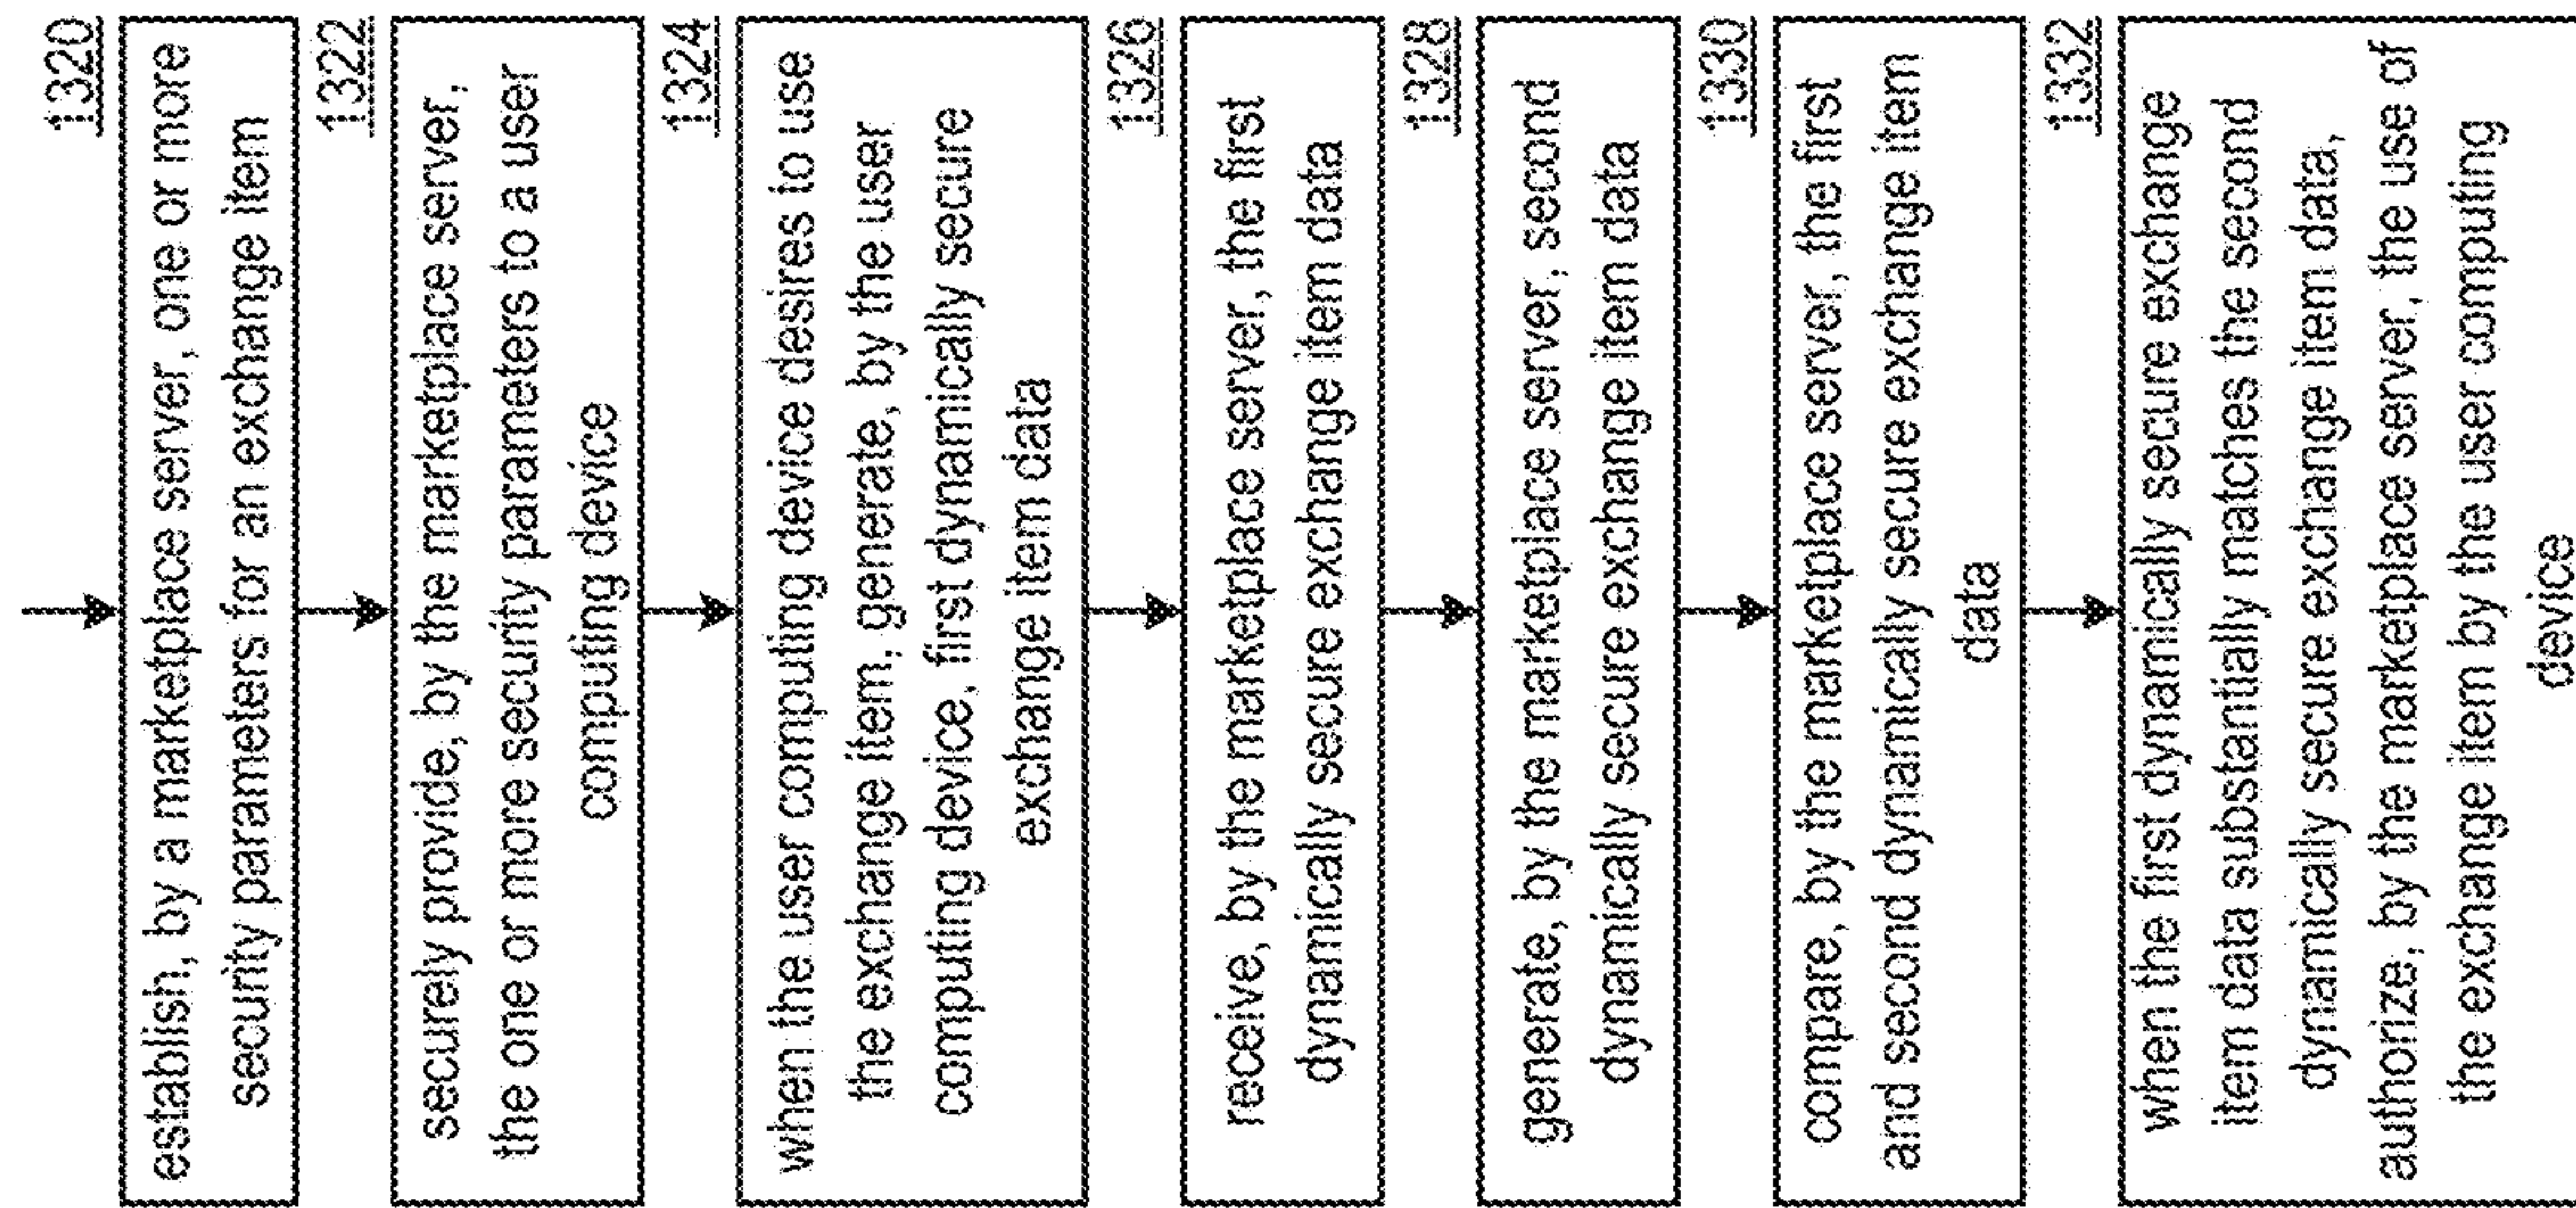 1320
establish, by a marketplace server, one or more
security parameters for an exchange item
1322
securely provide, by the marketplace server,
the one or more security parameters to a user
computing device
1324
when the user computing device desires to use
the exchange item, generate, by the user
computing device, first dynamically secure
exchange item data
1326
receive, by the marketplace server, the first
dynamically secure exchange item data
1328
generate, by the marketplace server, second
dynamically secure exchange item data
1330
compare, by the marketplace server, the first
and second dynamically secure exchange item
data
1332
when the first dynamically secure exchange
item data substantially matches the second
dynamically secure exchange item data,
authorize, by the marketplace server, the use of
the exchange item by the user computing
device